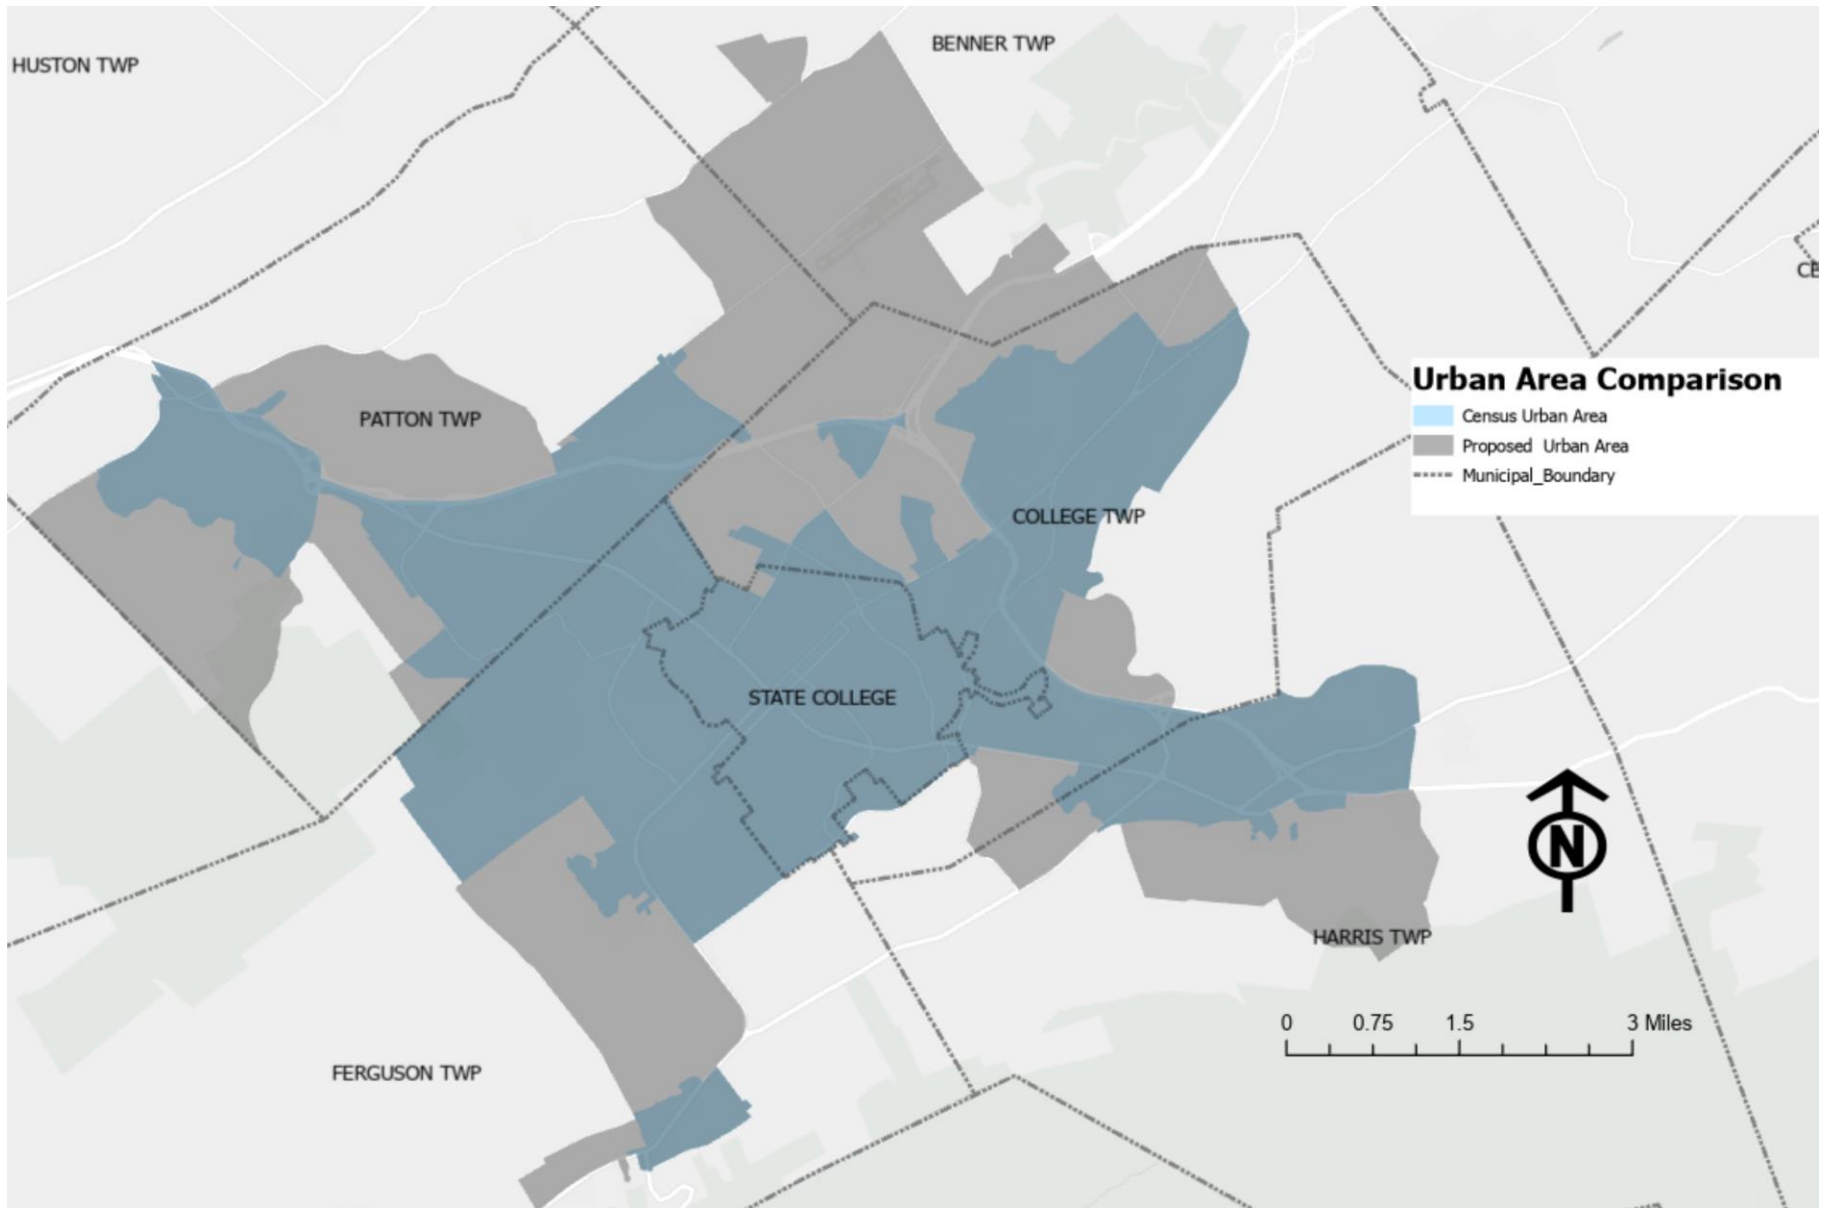 BENNER TWP
HUSTON TWP
CE
Urban Area Comparison
Census Urban Area
Proposed Urban Area
Municipal_Boundary
PATTON TWP
COLLEGE TWP
STATE COLLEGE
N
HARRIS TWP
0 0.75 1.5 3 Miles
FERGUSON TWP